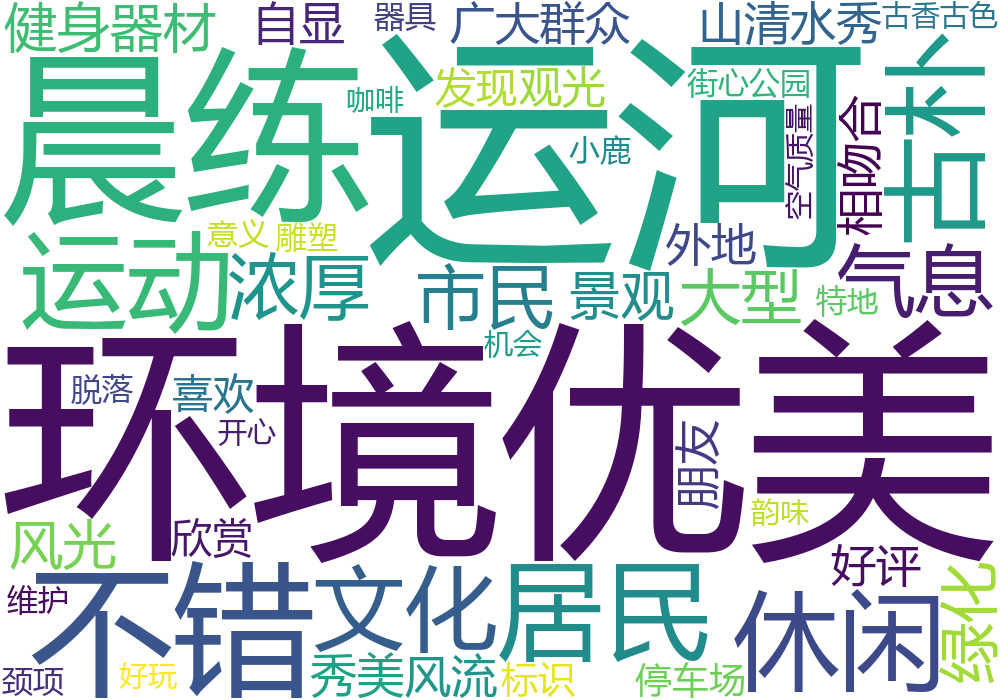 健身器材
自显
器具
广大群众
山清水秀
古香古色
晨练
运河
古朴
咖啡
发现
观光
街心公园
小鹿
空气质量
相吻合
运动
意义
雕塑
浓厚
市民
景观
外地
大型
特地
气息
机会
环境优美
脱落
喜欢
开心
朋友
韵味
风光
欣赏
好评
维护
不错
文化
居民
休闲
绿化
颈项
好玩
秀美
风流
标识
停车场